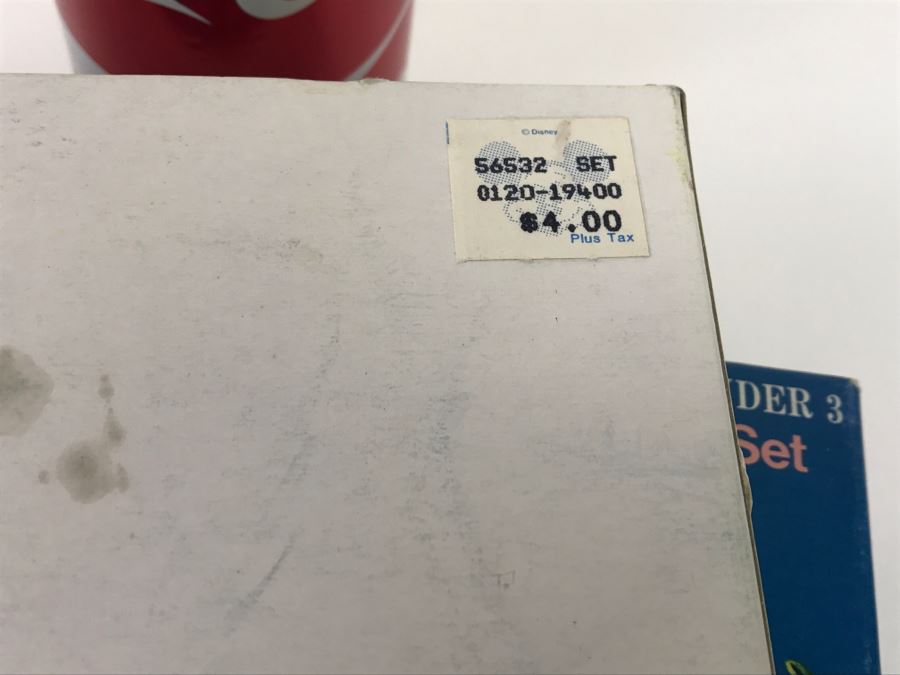 © Disney
56532 SET
0120-19400
$4.00
Plus Tax
DER 3
Set